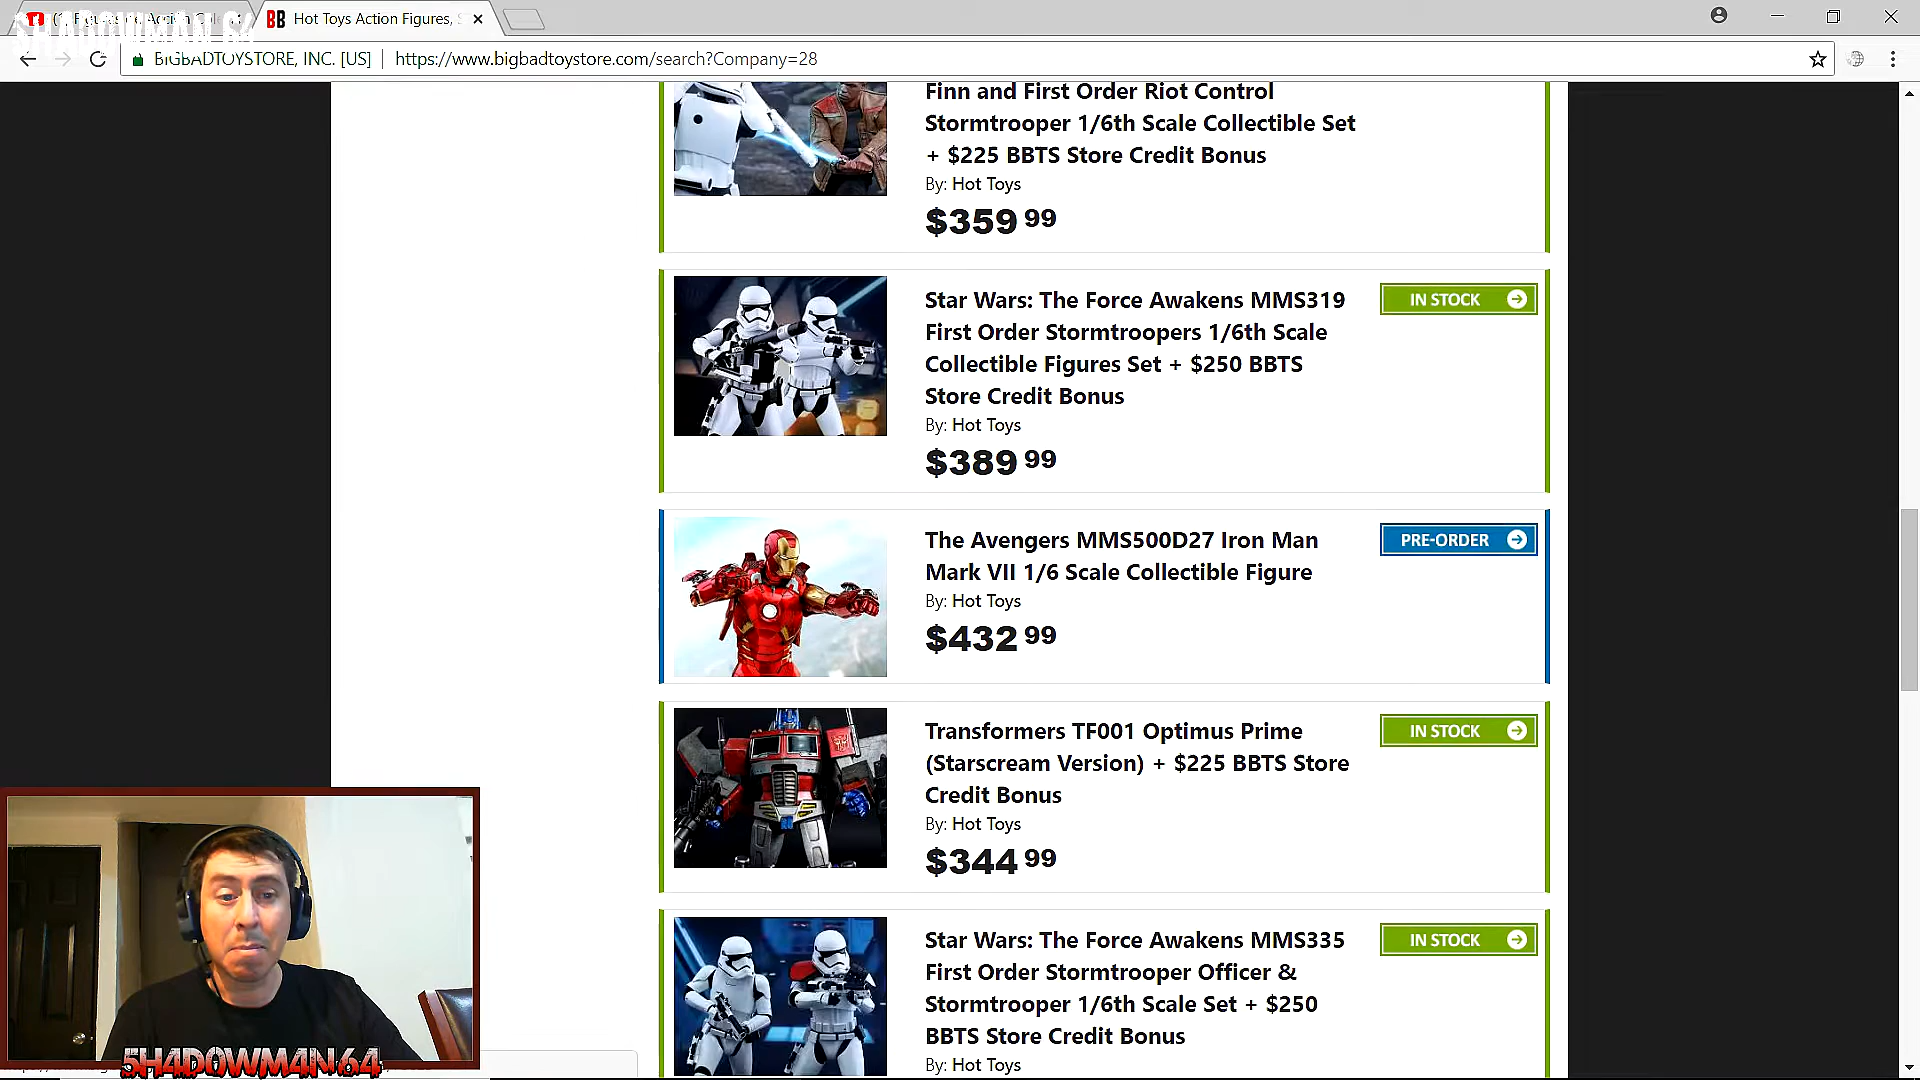 SHADOWMAN 64
Hot Toys Action Figures, S
BIGBADTOYSTORE, INC. [US]
https://www.bigbadtoystore.com/search?Company=28
Finn and First Order Riot Control
Stormtrooper 1/6th Scale Collectible Set
+ $225 BBTS Store Credit Bonus
By: Hot Toys
$359 99
Star Wars: The Force Awakens MMS319
IN STOCK
First Order Stormtroopers 1/6th Scale
Collectible Figures Set + $250 BBTS
Store Credit Bonus
By: Hot Toys
$389 99
The Avengers MMS500D27 Iron Man
PRE-ORDER
Mark VII 1/6 Scale Collectible Figure
By: Hot Toys
$432 99
Transformers TF001 Optimus Prime
IN STOCK
(Starscream Version) + $225 BBTS Store
Credit Bonus
By: Hot Toys
$344 99
Star Wars: The Force Awakens MMS335
IN STOCK
First Order Stormtrooper Officer &
Stormtrooper 1/6th Scale Set + $250
BBTS Store Credit Bonus
By: Hot Toys
5H4D0WM4N64